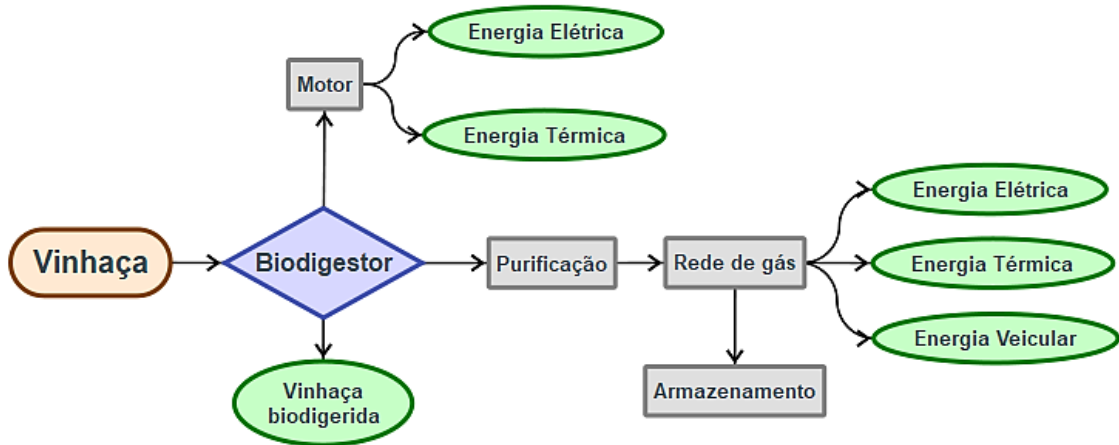 Energia Elétrica
Motor
Energia Térmica
Energia Elétrica
Vinhaça
Biodigestor
Purificação
Rede de gás
Energia Térmica
Energia Veicular
Vinhaça
biodigerida
Armazenamento